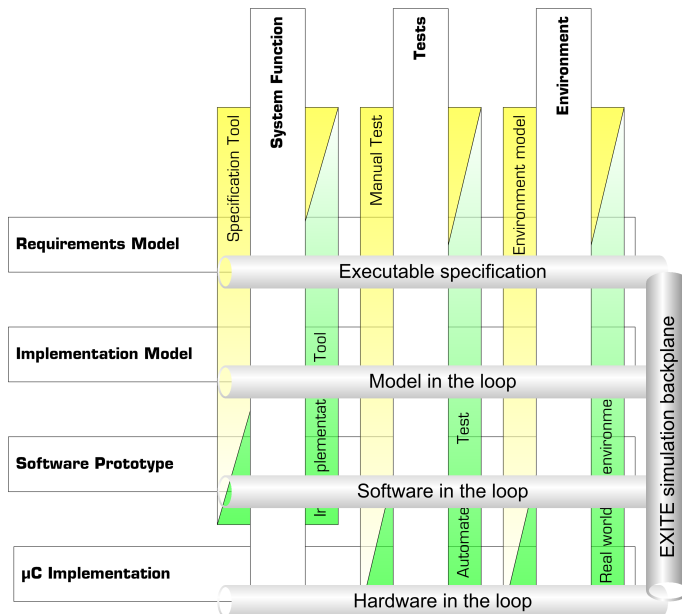 System Function
Tests
Environment
Specification Tool
Manual Test
Environment model
Requirements Model
Executable specification
Implementation Model
Model in the loop
plementat Tool
Automate Test
Real world environme
Software Prototype
Software in the loop
µC Implementation
Hardware in the loop
EXITE simulation backplane